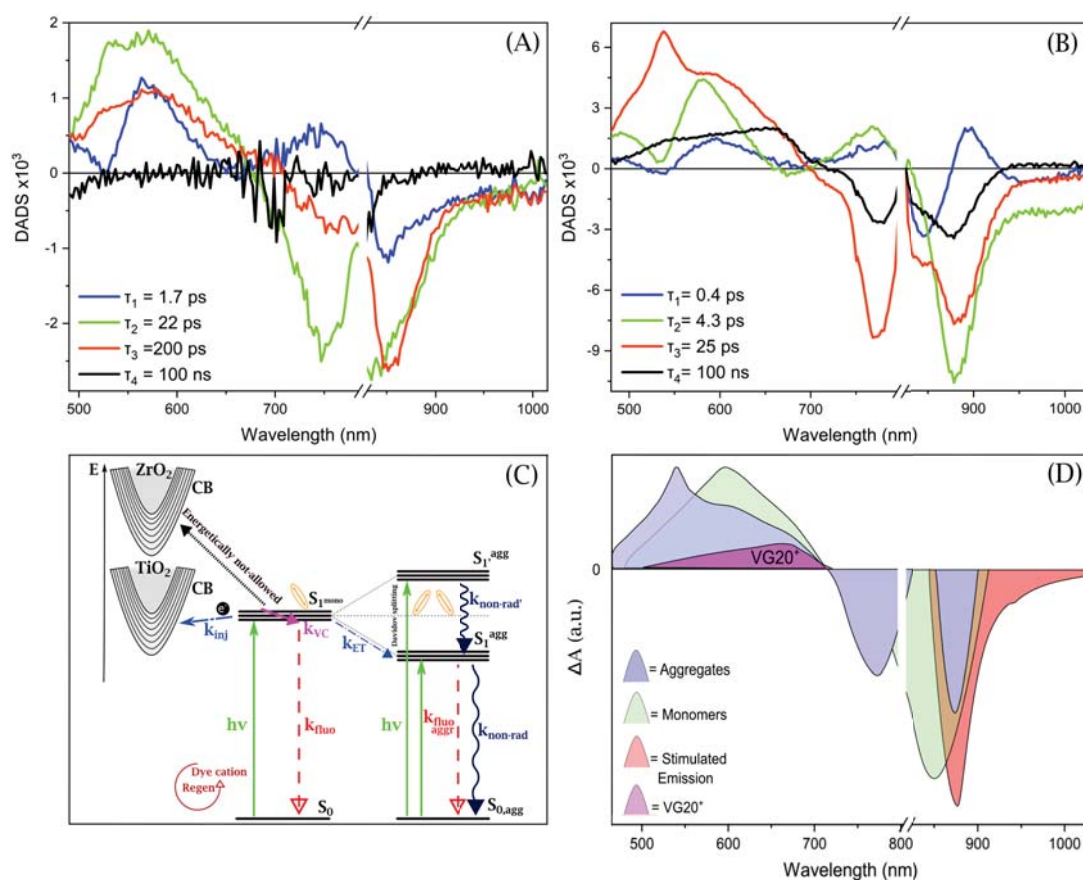 (A)
2
1
0
-1
-2
DADS x10³
τ₁ = 1.7 ps
τ₂ = 22 ps
τ₃ =200 ps
τ₄ = 100 ns
500 600 700 900 1000
Wavelength (nm)
(B)
6
3
0
-3
-6
-9
DADS x10³
τ₁= 0.4 ps
τ₂= 4.3 ps
τ₃= 25 ps
τ₄= 100 ns
500 600 700 900 1000
Wavelength (nm)
(C)
E
ZrO₂
CB
Energetically not-allowed
TiO₂
CB
e⁻
k_inj
S₁ᵐᵒⁿᵒ
k_VC
Davidov splitting
S₁'ᵃᵍᵍ
k_non-rad'
S₁ᵃᵍᵍ
k_ET
hν
k_fluo
hν
k_fluo aggr
k_non-rad
Dye cation
Regen
S₀
S₀,agg
(D)
0
VG20⁺
ΔA (a.u.)
= Aggregates
= Monomers
= Stimulated
Emission
= VG20⁺
500 600 700 800 900 1000
Wavelength (nm)